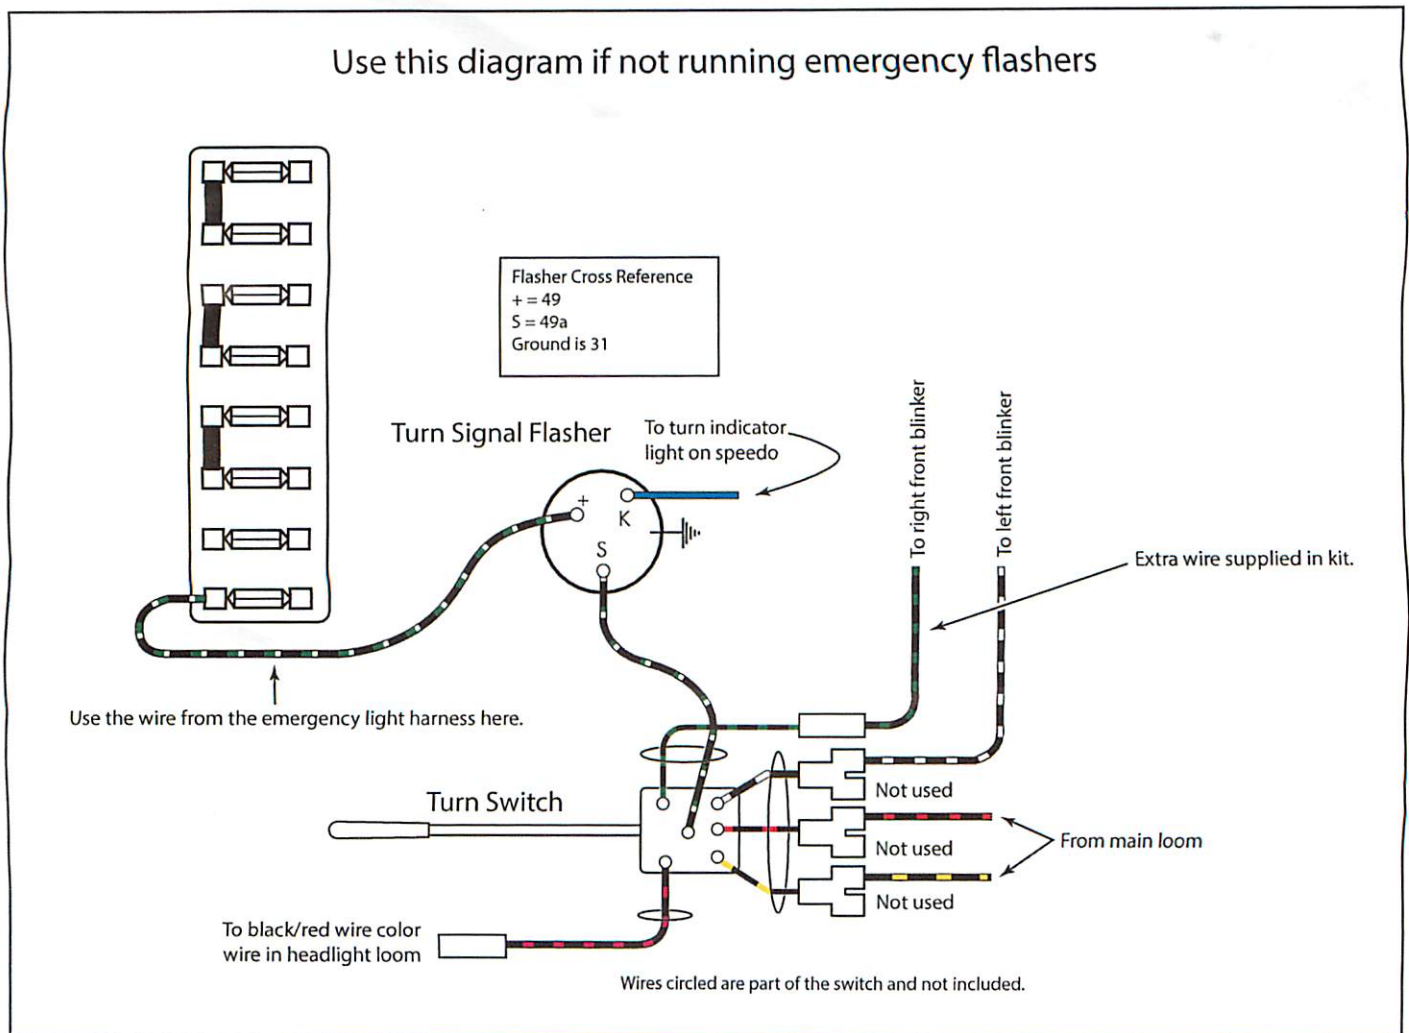 Use this diagram if not running emergency flashers
Flasher Cross Reference
+ = 49
S = 49a
Ground is 31
Turn Signal Flasher
To turn indicator
light on speedo
+
K
S
To right front blinker
To left front blinker
Extra wire supplied in kit.
Use the wire from the emergency light harness here.
Turn Switch
Not used
Not used
From main loom
Not used
To black/red wire color
wire in headlight loom
Wires circled are part of the switch and not included.